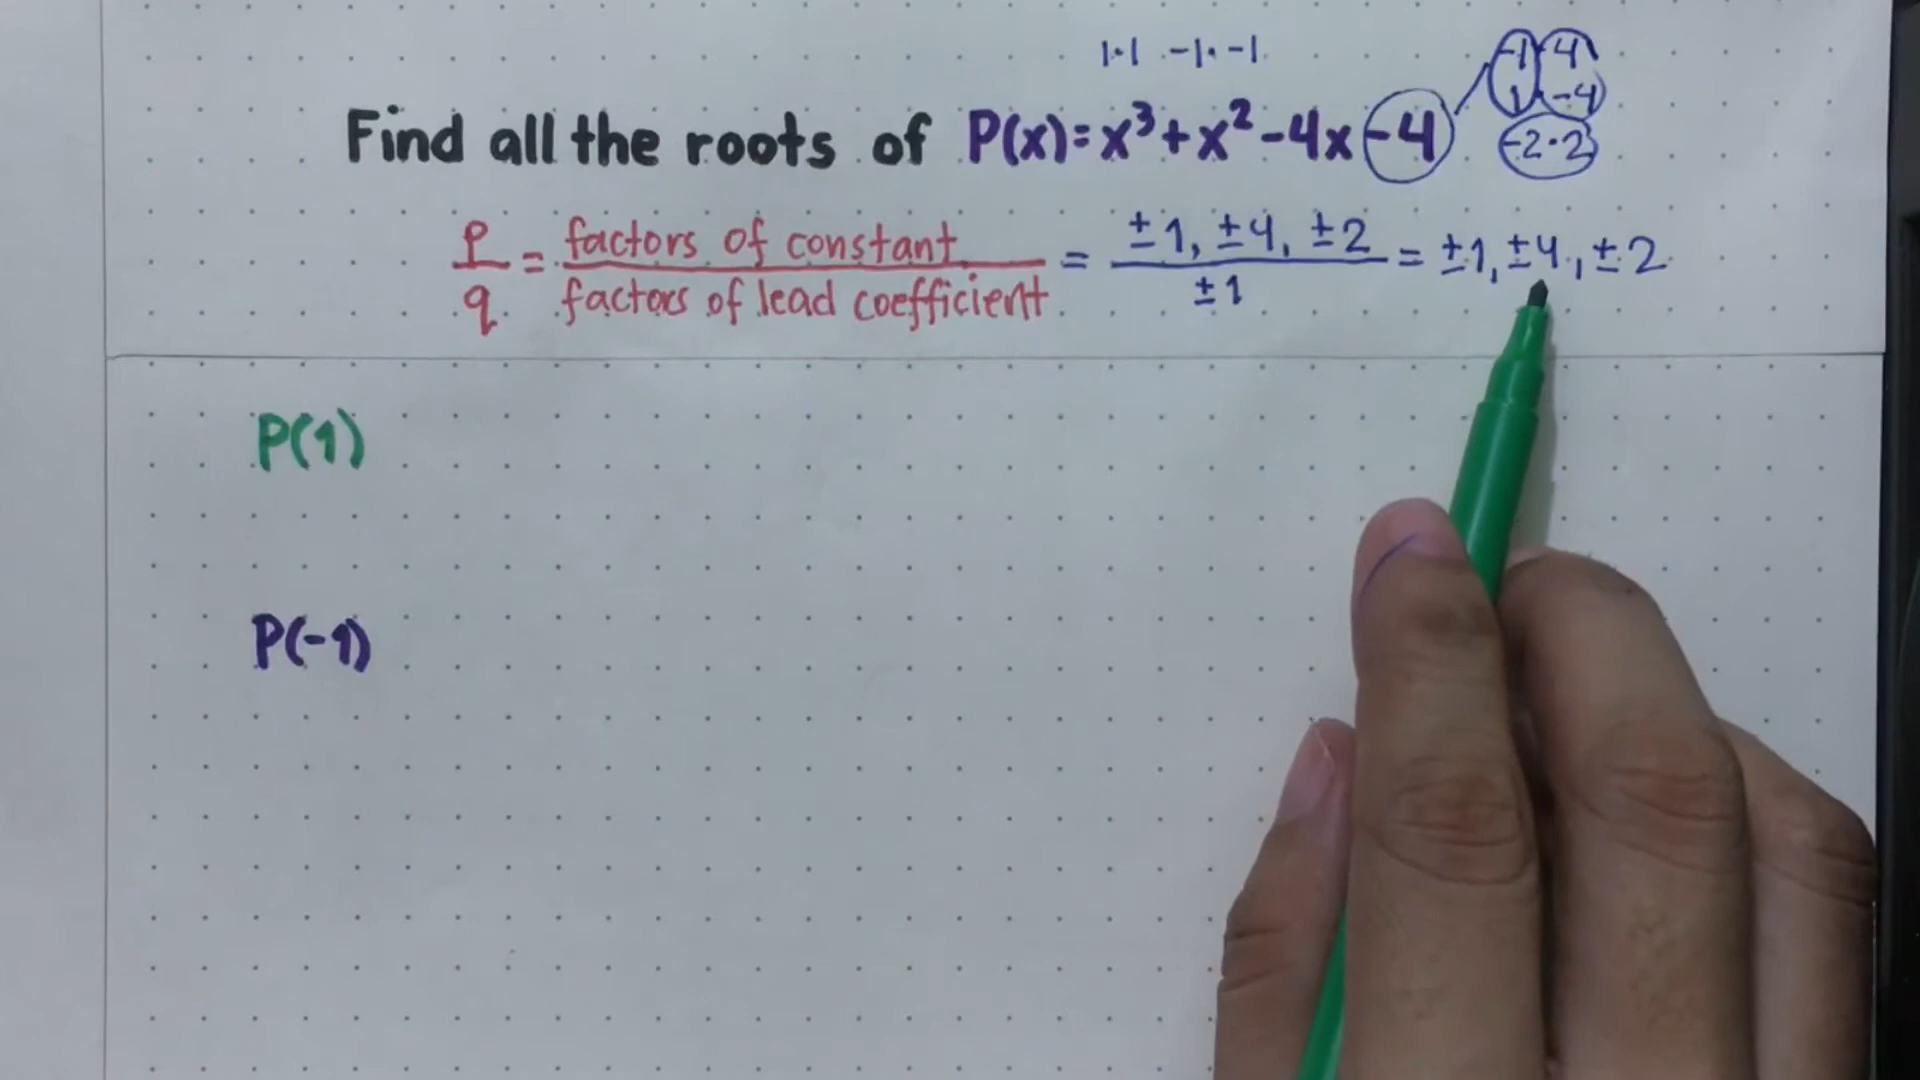 1·1 -1·-1 -1·4
1·-4
Find all the roots of P(x)=x³+x²-4x-4 -2·2
p/q = factors of constant/factors of lead coefficient = ±1, ±4, ±2/±1 = ±1, ±4, ±2
P(1)
P(-1)